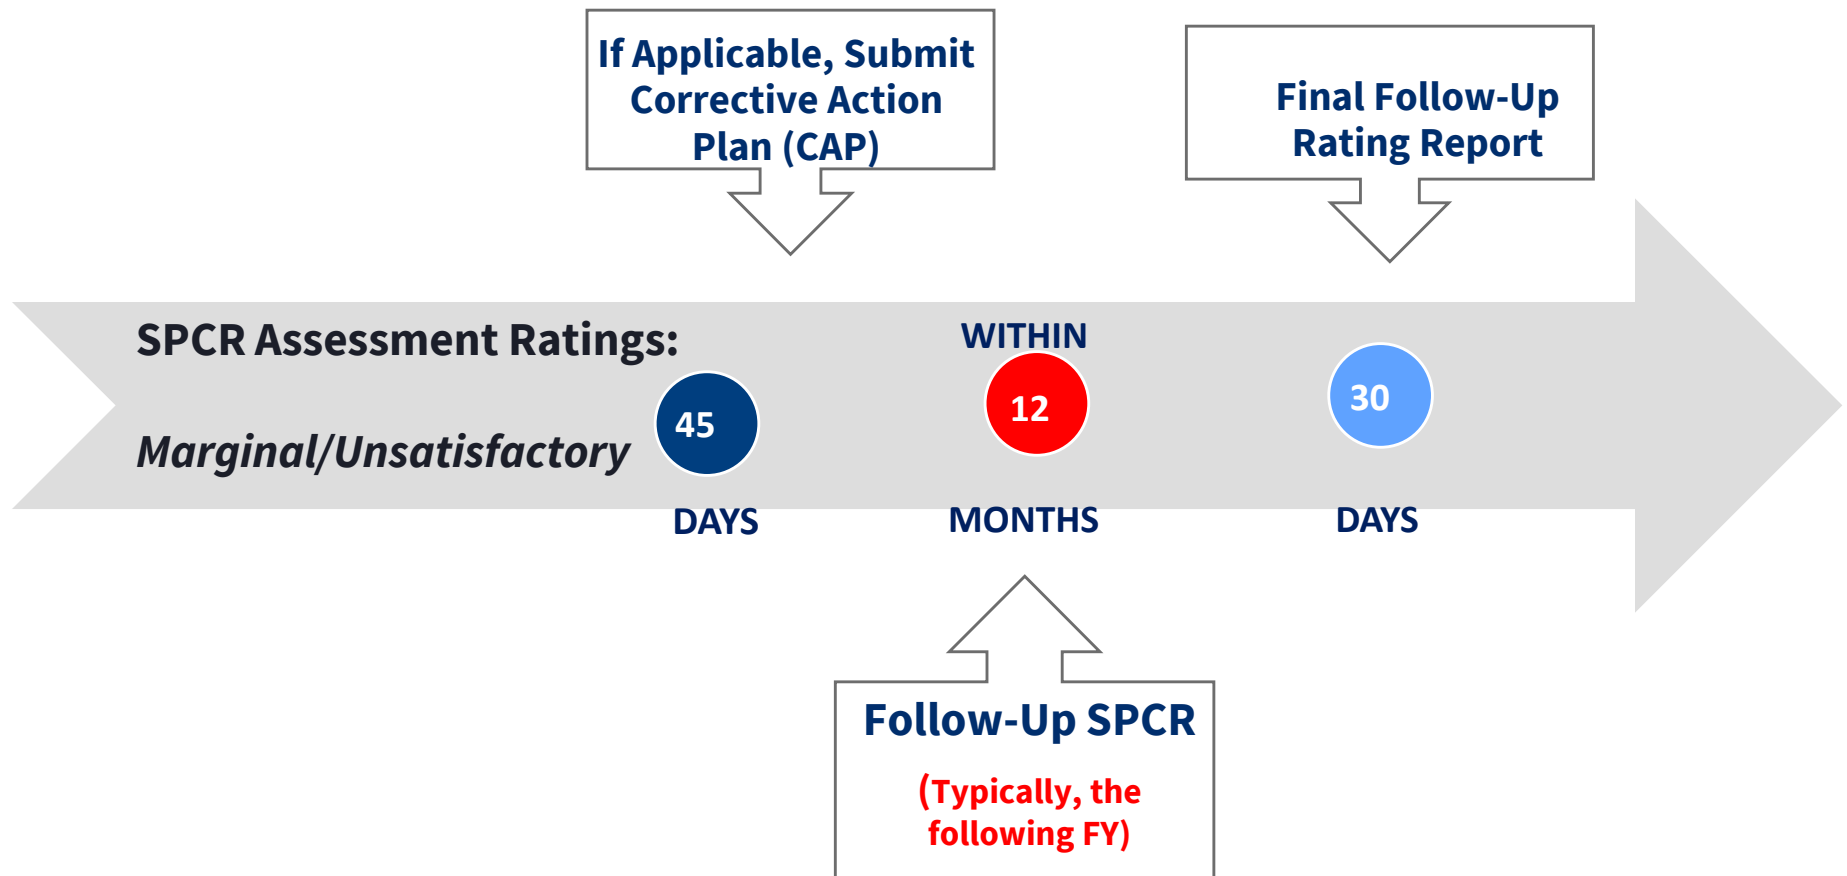 If Applicable, Submit
Corrective Action
Plan (CAP)
Final Follow-Up
Rating Report
SPCR Assessment Ratings:
Marginal/Unsatisfactory
45
DAYS
WITHIN
12
MONTHS
30
DAYS
Follow-Up SPCR
(Typically, the
following FY)